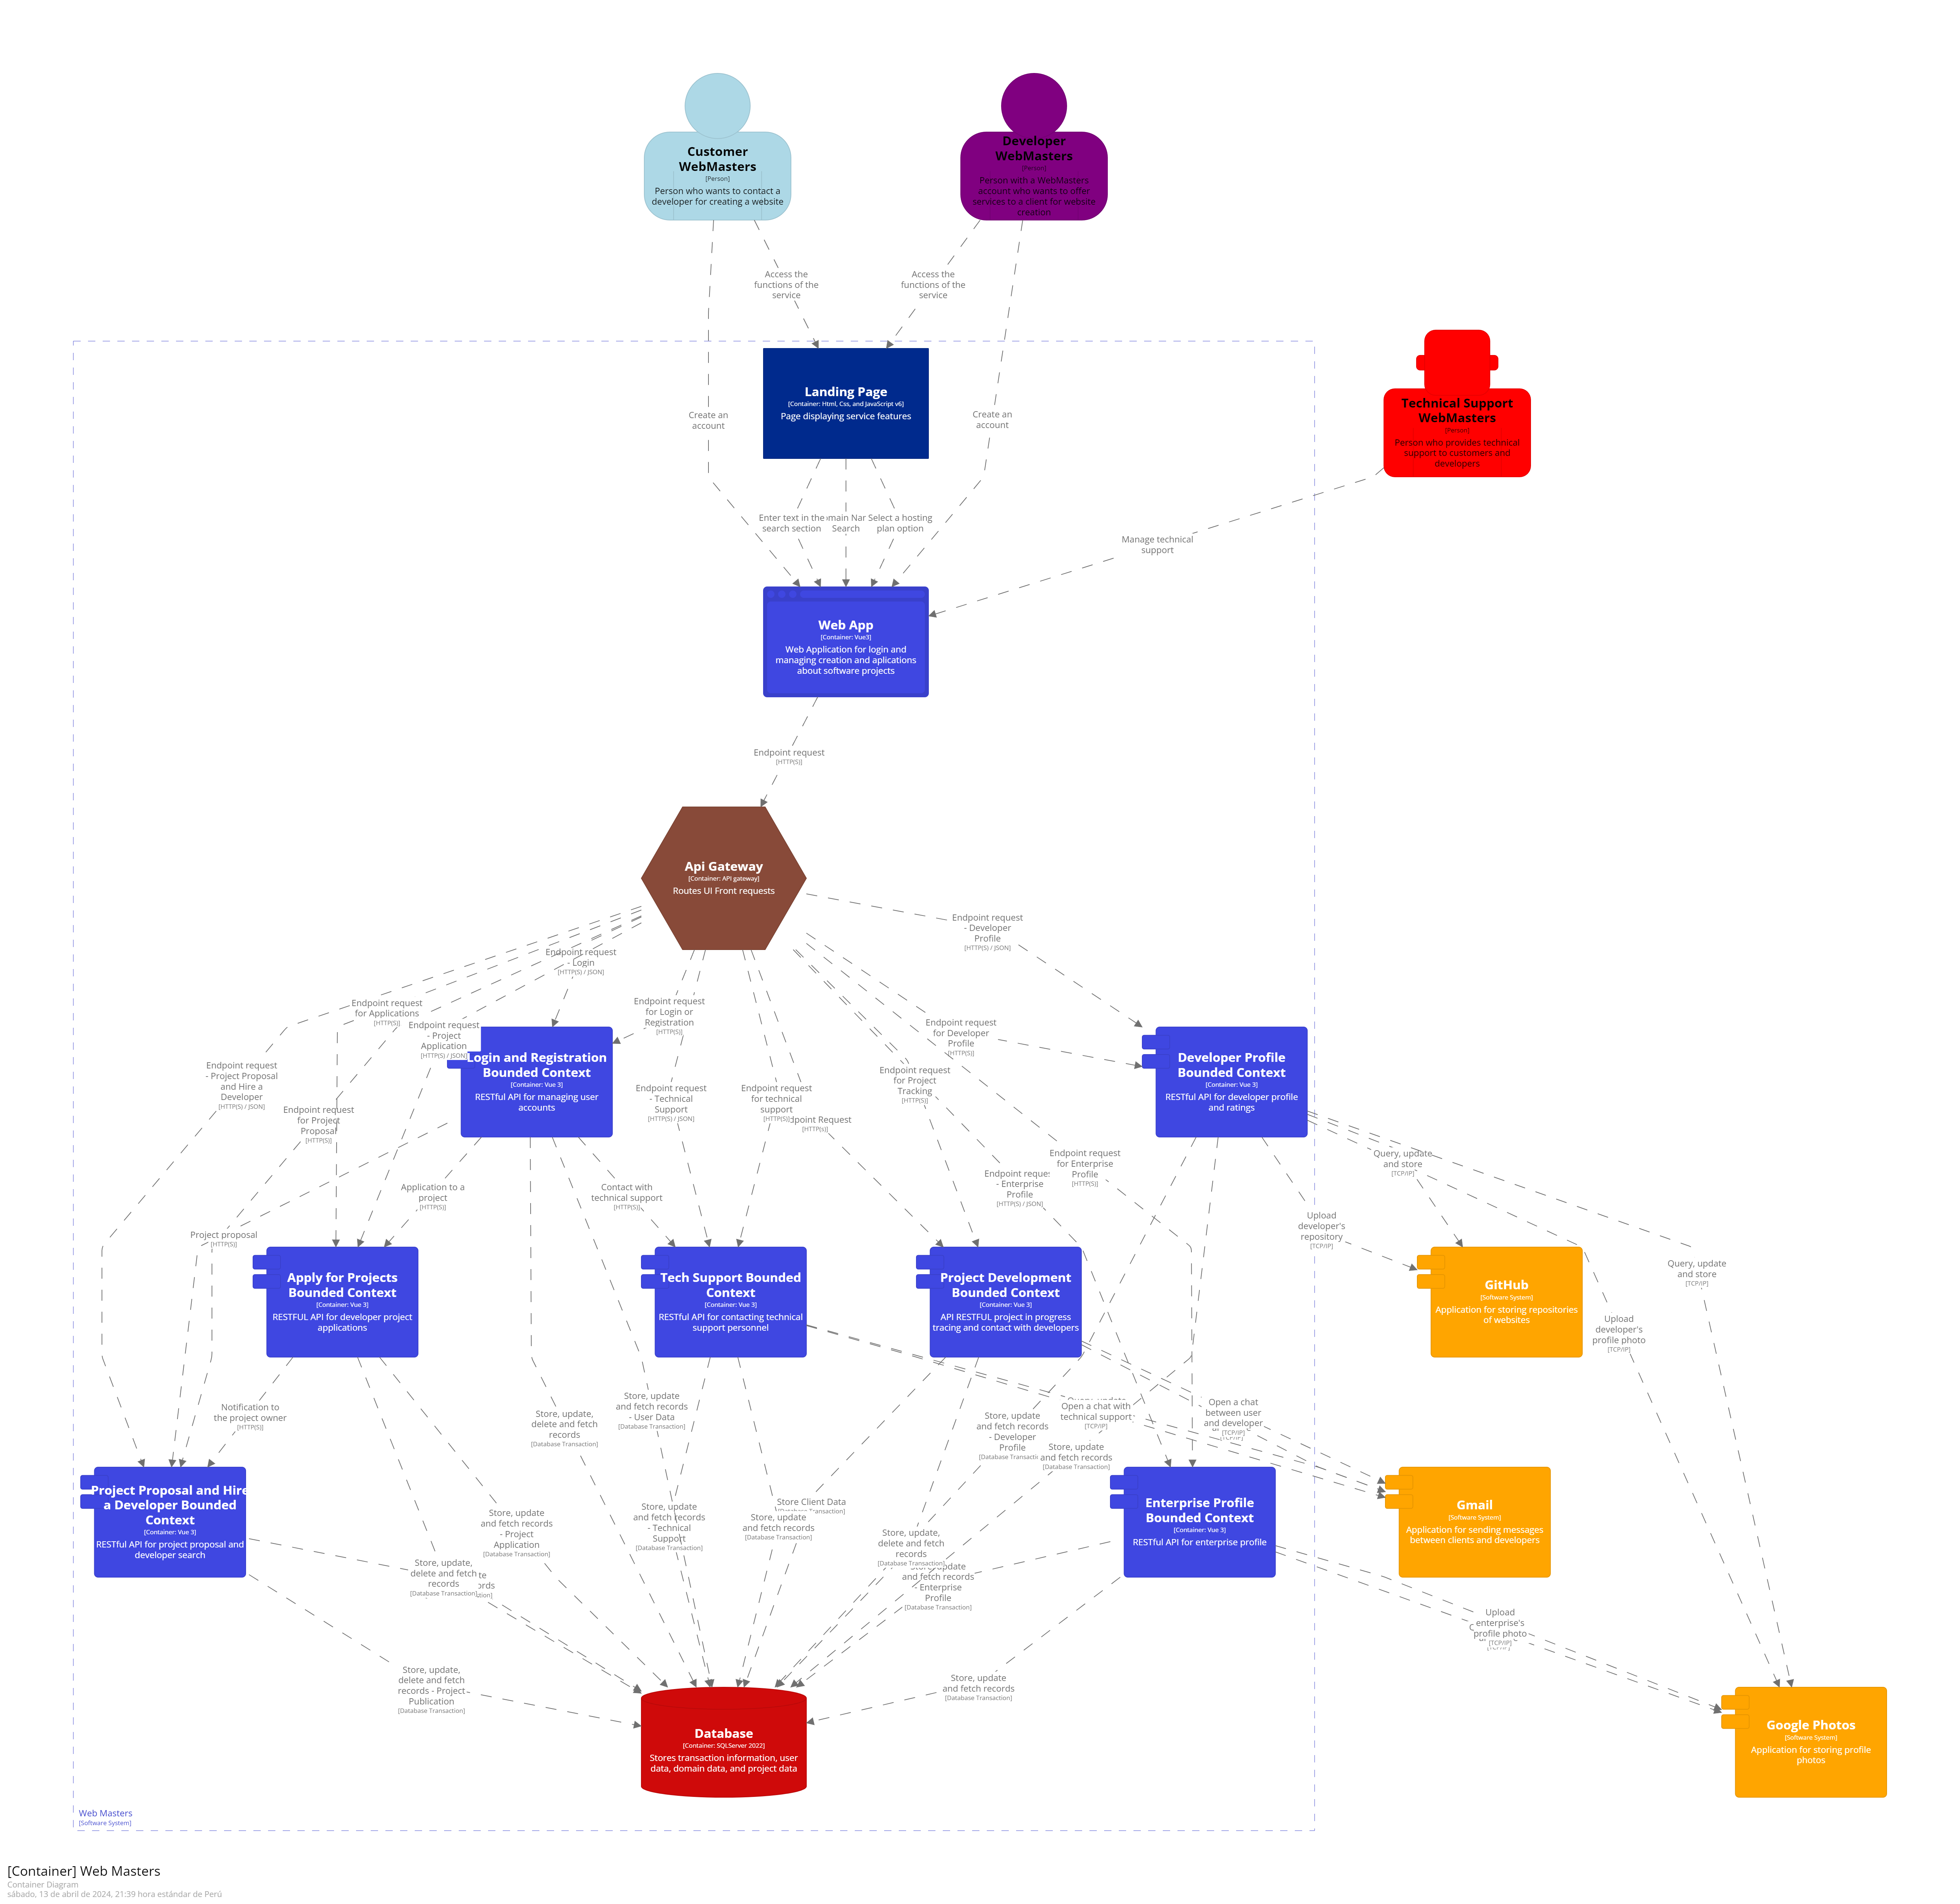 Customer
WebMasters
[Person]
Person who wants to contact a
developer for creating a website
Developer
WebMasters
[Person]
Person with a WebMasters
account who wants to offer
services to a client for website
creation
Access the
functions of the
service
Access the
functions of the
service
Create an
account
Create an
account
Landing Page
[Container: Html, Css, and JavaScript v6]
Page displaying service features
Technical Support
WebMasters
[Person]
Person who provides technical
support to customers and
developers
Enter text in the
search section
Search
Select a hosting
plan option
Manage technical
support
Web App
[Container: Vue3]
Web Application for login and
managing creation and aplications
about software projects
Endpoint request
[HTTP(S)]
Api Gateway
[Container: API gateway]
Routes UI Front requests
Endpoint request
- Developer
Profile
[HTTP(S) / JSON]
Endpoint request
- Login
[HTTP(S) / JSON]
Endpoint request
for Applications
[HTTP(S)]
Endpoint request
for Login or
Registration
[HTTP(S)]
Endpoint request
- Project
Application
[HTTP(S) / JSON]
Endpoint request
for Developer
Profile
[HTTP(S)]
Endpoint request
- Project Proposal
and Hire a
Developer
[HTTP(S) / JSON]
Endpoint request
for Project
Proposal
[HTTP(S)]
Login and Registration
Bounded Context
[Container: Vue 3]
RESTful API for managing user
accounts
Endpoint request
- Technical
Support
[HTTP(S) / JSON]
Endpoint request
for technical
support
[HTTP(S)]
Request
[HTTP(s)]
Endpoint request
for Project
Tracking
[HTTP(S)]
Developer Profile
Bounded Context
[Container: Vue 3]
RESTful API for developer profile
and ratings
Endpoint request
for Enterprise
Profile
[HTTP(S)]
Endpoint
- Enterprise
Profile
[HTTP(S) / JSON]
Query, update
and store
[TCP/IP]
Application to a
project
[HTTP(S)]
Contact with
technical support
[HTTP(S)]
Upload
developer's
repository
[TCP/IP]
Project proposal
[HTTP(S)]
Query, update
and store
[TCP/IP]
Apply for Projects
Bounded Context
[Container: Vue 3]
RESTFUL API for developer project
applications
Tech Support Bounded
Context
[Container: Vue 3]
RESTful API for contacting technical
support personnel
Project Development
Bounded Context
[Container: Vue 3]
API RESTFUL project in progress
tracing and contact with developers
GitHub
[Software System]
Application for storing repositories
of websites
Upload
developer's
profile photo
[TCP/IP]
Notification to
the project owner
[HTTP(S)]
Store, update,
delete and fetch
records
[Database Transaction]
Store, update
and fetch records
- User Data
[Database Transaction]
Store, update
and fetch records
- Developer
Profile
[Database
Open a chat with
technical support
[TCP/IP]
Open a chat
between user
and developer
[TCP/IP]
Store, update
and fetch records
[Database Transaction]
Project Proposal and Hire
a Developer Bounded
Context
[Container: Vue 3]
RESTful API for project proposal and
developer search
Store, update
and fetch records
- Project
Application
[Database Transaction]
Store, update
and fetch records
- Technical
Support
[Database Transaction]
Store Client Data
Store, update
and fetch records
[Database Transaction]
Store, update,
delete and fetch
records
[Database Transaction]
and fetch records
- Enterprise
Profile
[Database Transaction]
Enterprise Profile
Bounded Context
[Container: Vue 3]
RESTful API for enterprise profile
Gmail
[Software System]
Application for sending messages
between clients and developers
Store, update,
delete and fetch
records
[Database Transaction]
Upload
enterprise's
profile photo
[TCP/IP]
Store, update,
delete and fetch
records - Project
Publication
[Database Transaction]
Store, update
and fetch records
[Database Transaction]
Database
[Container: SQLServer 2022]
Stores transaction information, user
data, domain data, and project data
Google Photos
[Software System]
Application for storing profile
photos
Web Masters
[Software System]
[Container] Web Masters
Container Diagram
sábado, 13 de abril de 2024, 21:39 hora estándar de Perú